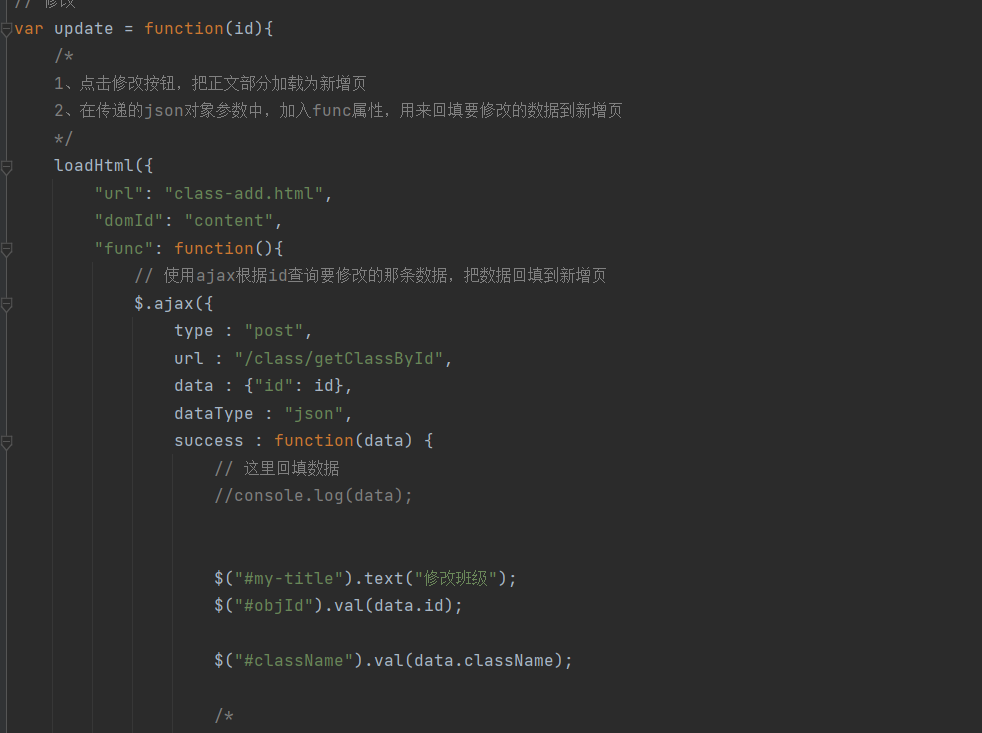 // 修改
var update = function(id){
/*
1、点击修改按钮，把正文部分加载为新增页
2、在传递的json对象参数中，加入func属性，用来回填要修改的数据到新增页
*/
loadHtml({
"url": "class-add.html",
"domId": "content",
"func": function(){
// 使用ajax根据id查询要修改的那条数据，把数据回填到新增页
$.ajax({
type : "post",
url : "/class/getClassById",
data : {"id": id},
dataType : "json",
success : function(data) {
// 这里回填数据
//console.log(data);
$("#my-title").text("修改班级");
$("#objId").val(data.id);
$("#className").val(data.className);
/*